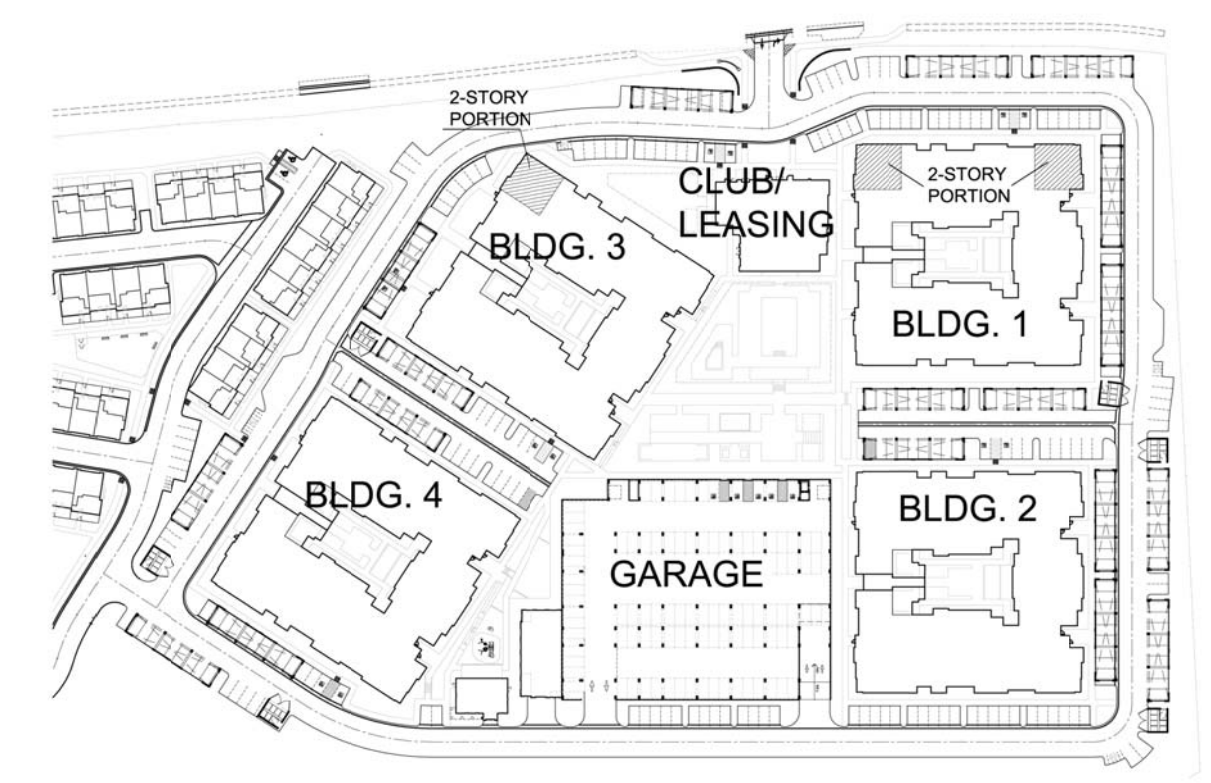 2-STORY
PORTION
CLUB/
LEASING
2-STORY
PORTION
BLDG. 3
BLDG. 1
BLDG. 4
BLDG. 2
GARAGE